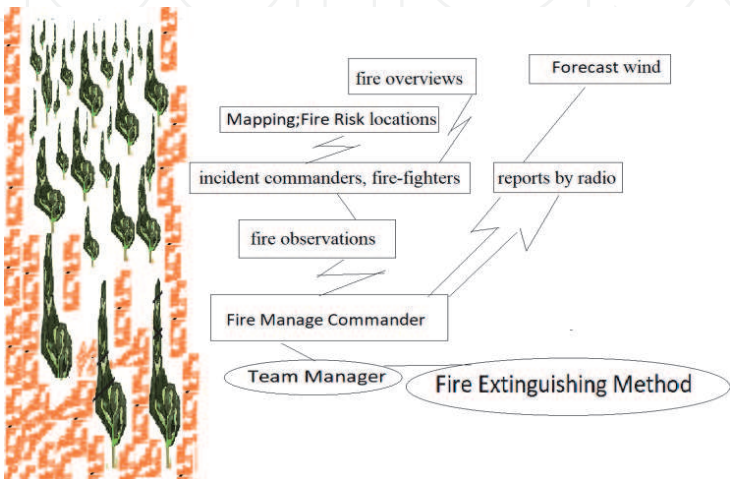 fire overviews
Forecast wind
Mapping;Fire Risk locations
incident commanders, fire-fighters
reports by radio
fire observations
Fire Manage Commander
Team Manager
Fire Extinguishing Method